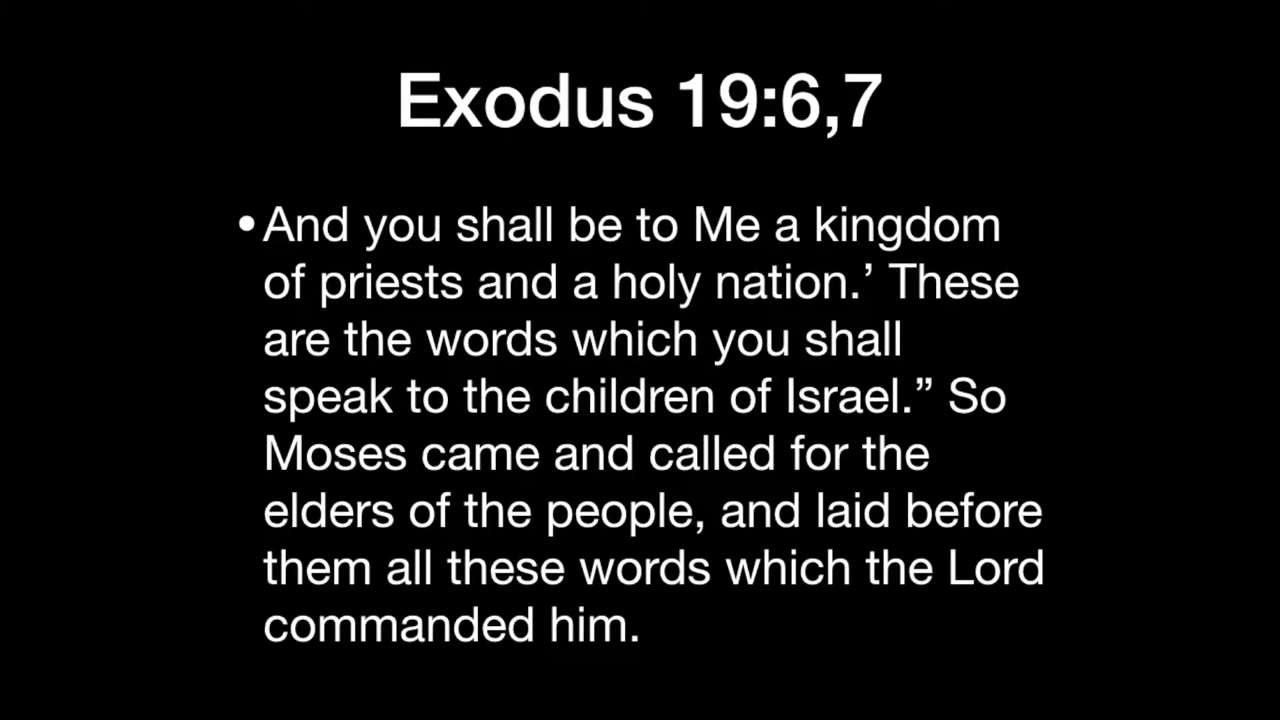 Exodus 19:6,7
•And you shall be to Me a kingdom
of priests and a holy nation.’ These
are the words which you shall
speak to the children of Israel.” So
Moses came and called for the
elders of the people, and laid before
them all these words which the Lord
commanded him.